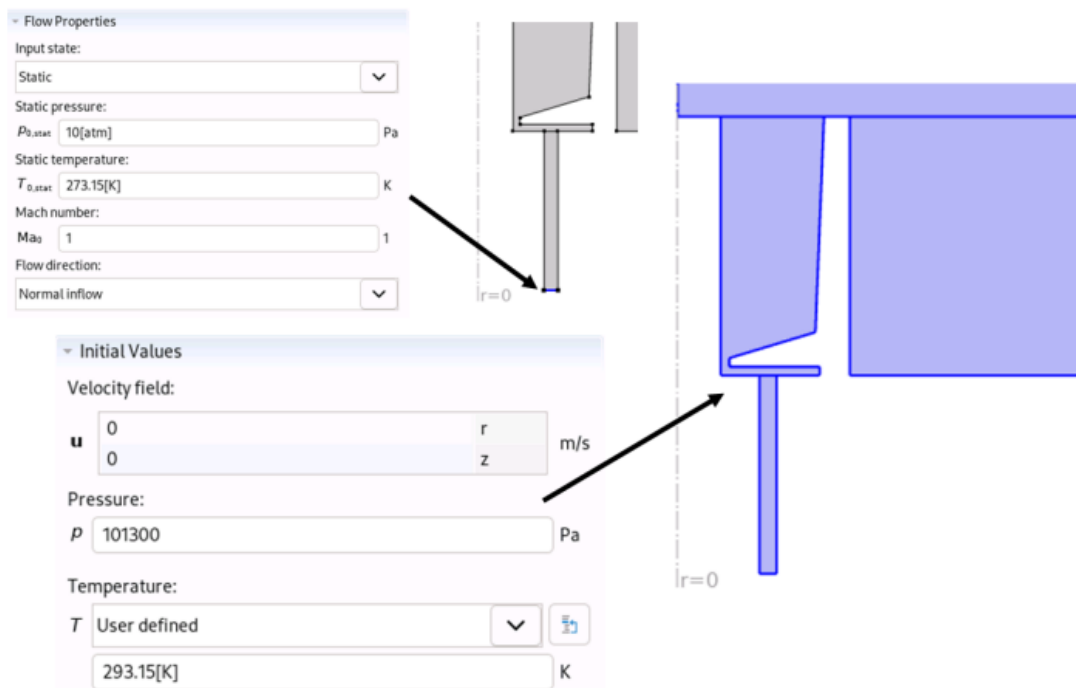 Flow Properties
Input state:
Static
Static pressure:
p0,stat 10[atm] Pa
Static temperature:
T0,stat 273.15[K] K
Mach number:
Ma0 1 1
Flow direction:
Normal inflow
r=0
Initial Values
Velocity field:
u 0 r m/s
0 z
Pressure:
p 101300 Pa
Temperature:
T User defined
293.15[K] K
r=0